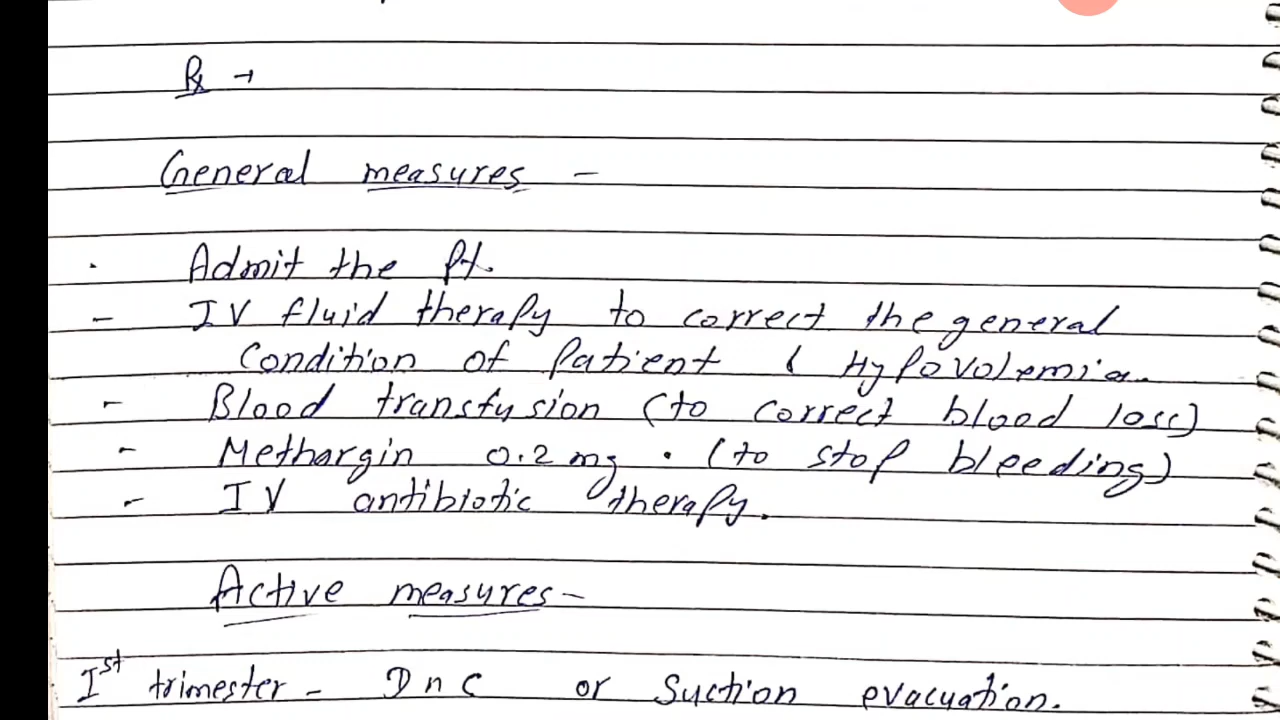 ℞ →
General measures -
. Admit the Pt.
- IV fluid therapy to correct the general
Condition of Patient & Hypovolemia.
- Blood transfusion (to correct blood loss)
- Methargin 0.2 mg . (to stop bleeding)
- IV antibiotic therapy.
Active measures -
Ist trimester - DnC or Suction evacuation.